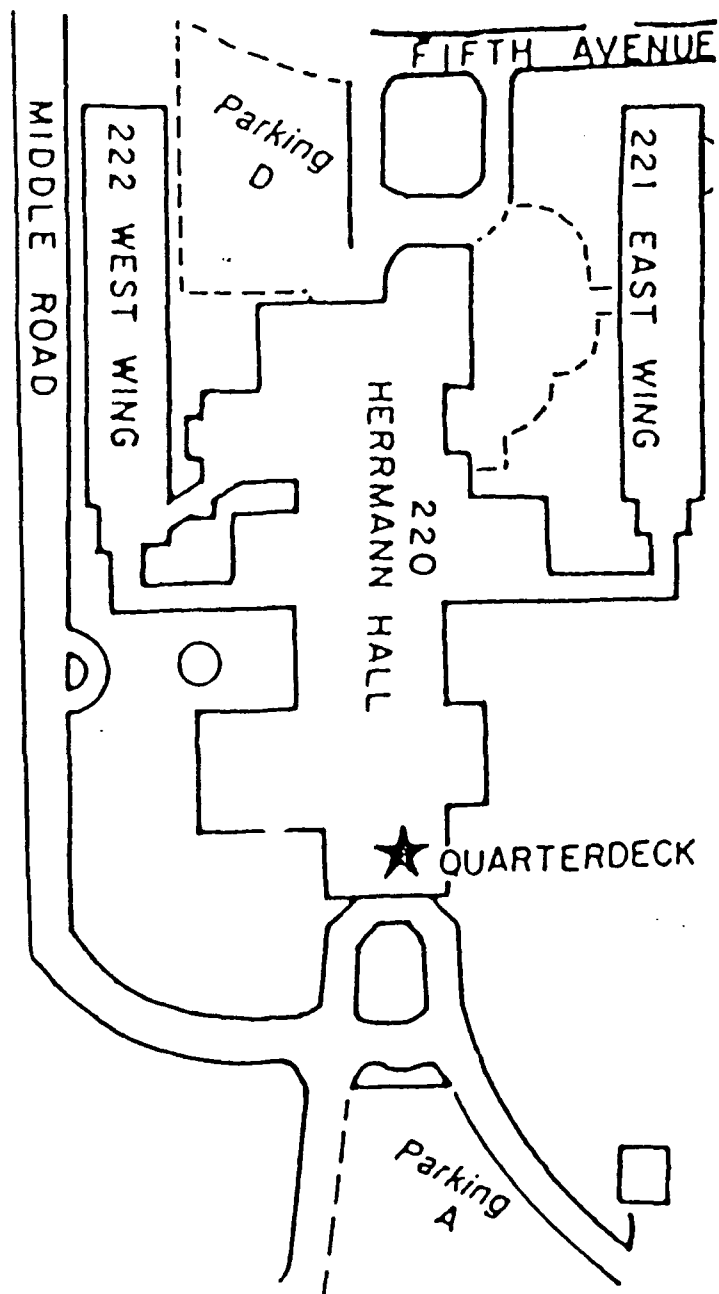 FIFTH AVENUE
Parking
D
MIDDLE ROAD
222 WEST WING
221 EAST WING
220
HERRMANN HALL
QUARTERDECK
Parking
A